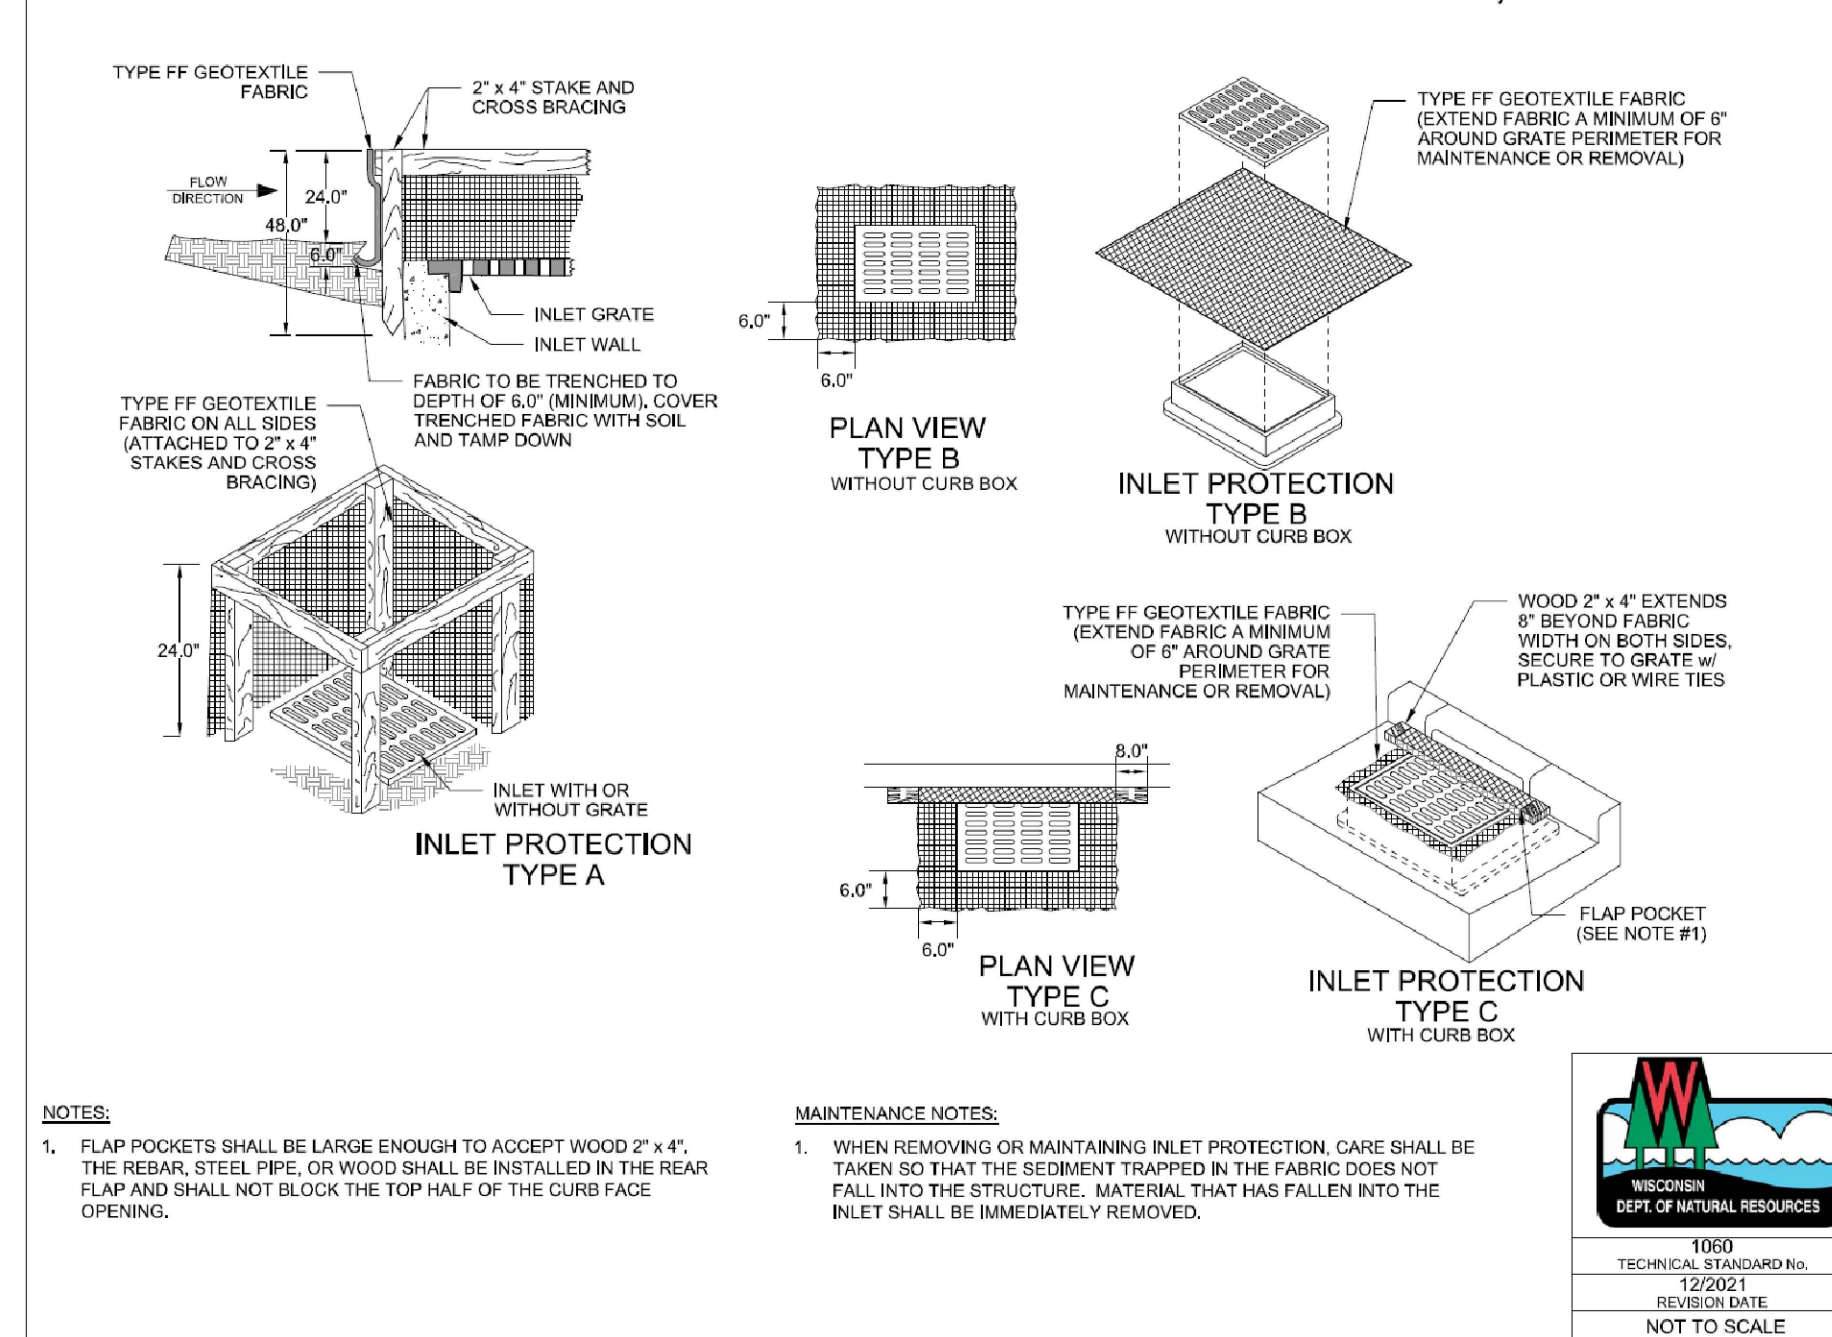 TYPE FF GEOTEXTILE
FABRIC
2" x 4" STAKE AND
CROSS BRACING
FLOW
DIRECTION
24.0"
48.0"
6.0"
INLET GRATE
INLET WALL
FABRIC TO BE TRENCHED TO
DEPTH OF 6.0" (MINIMUM). COVER
TRENCHED FABRIC WITH SOIL
AND TAMP DOWN
TYPE FF GEOTEXTILE
FABRIC ON ALL SIDES
(ATTACHED TO 2" x 4"
STAKES AND CROSS
BRACING)
24.0"
INLET WITH OR
WITHOUT GRATE
INLET PROTECTION
TYPE A
6.0"
6.0"
PLAN VIEW
TYPE B
WITHOUT CURB BOX
TYPE FF GEOTEXTILE FABRIC
(EXTEND FABRIC A MINIMUM OF 6"
AROUND GRATE PERIMETER FOR
MAINTENANCE OR REMOVAL)
INLET PROTECTION
TYPE B
WITHOUT CURB BOX
TYPE FF GEOTEXTILE FABRIC
(EXTEND FABRIC A MINIMUM
OF 6" AROUND GRATE
PERIMETER FOR
MAINTENANCE OR REMOVAL)
WOOD 2" x 4" EXTENDS
8" BEYOND FABRIC
WIDTH ON BOTH SIDES,
SECURE TO GRATE w/
PLASTIC OR WIRE TIES
8.0"
6.0"
6.0"
PLAN VIEW
TYPE C
WITH CURB BOX
FLAP POCKET
(SEE NOTE #1)
INLET PROTECTION
TYPE C
WITH CURB BOX
NOTES:
1. FLAP POCKETS SHALL BE LARGE ENOUGH TO ACCEPT WOOD 2" x 4".
THE REBAR, STEEL PIPE, OR WOOD SHALL BE INSTALLED IN THE REAR
FLAP AND SHALL NOT BLOCK THE TOP HALF OF THE CURB FACE
OPENING.
MAINTENANCE NOTES:
1. WHEN REMOVING OR MAINTAINING INLET PROTECTION, CARE SHALL BE
TAKEN SO THAT THE SEDIMENT TRAPPED IN THE FABRIC DOES NOT
FALL INTO THE STRUCTURE. MATERIAL THAT HAS FALLEN INTO THE
INLET SHALL BE IMMEDIATELY REMOVED.
W
WISCONSIN
DEPT. OF NATURAL RESOURCES
1060
TECHNICAL STANDARD No.
12/2021
REVISION DATE
NOT TO SCALE